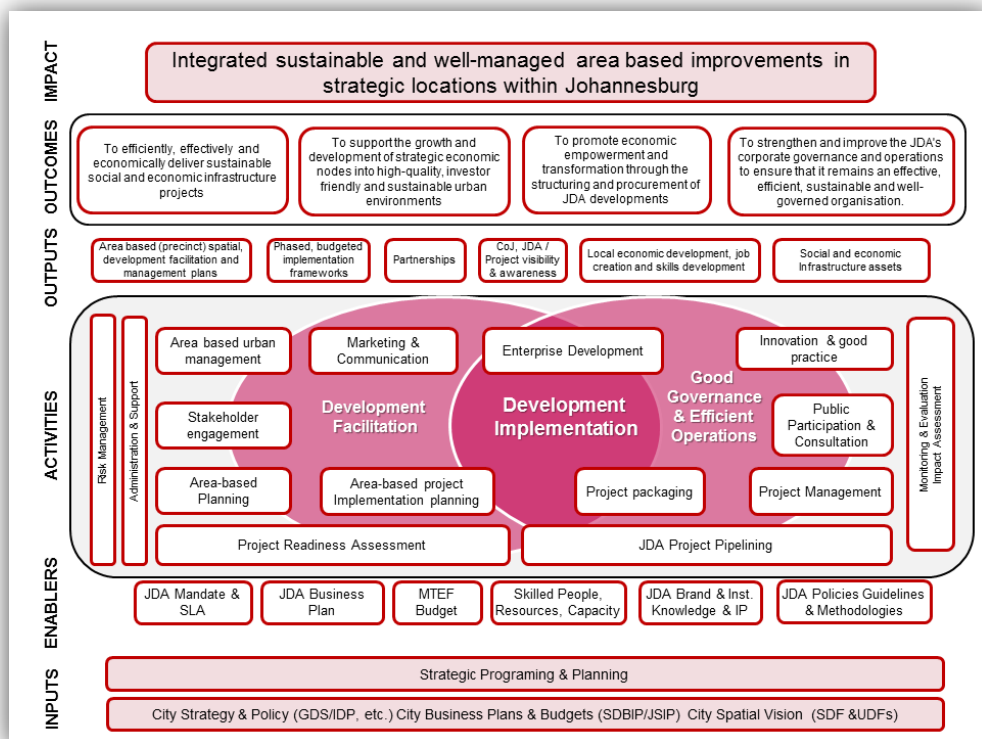 IMPACT
Integrated sustainable and well-managed area based improvements in
strategic locations within Johannesburg
OUTCOMES
To efficiently, effectively and
economically deliver sustainable
social and economic infrastructure
projects
To support the growth and
development of strategic economic
nodes into high-quality, investor
friendly and sustainable urban
environments
To promote economic
empowerment and
transformation through the
structuring and procurement of
JDA developments
To strengthen and improve the JDA's
corporate governance and operations
to ensure that it remains an effective,
efficient, sustainable and well-
governed organisation.
OUTPUTS
Area based (precinct) spatial,
development facilitation and
management plans
Phased, budgeted
implementation
frameworks
Partnerships
CoJ, JDA /
Project visibility
& awareness
Local economic development, job
creation and skills development
Social and economic
Infrastructure assets
ACTIVITIES
Risk Management
Administration & Support
Area based urban
management
Marketing &
Communication
Enterprise Development
Innovation & good
practice
Stakeholder
engagement
Development
Facilitation
Development
Implementation
Good
Governance
& Efficient
Operations
Public
Participation &
Consultation
Area-based
Planning
Area-based project
Implementation planning
Project packaging
Project Management
Project Readiness Assessment
JDA Project Pipelining
Monitoring & Evaluation
Impact Assessment
ENABLERS
JDA Mandate &
SLA
JDA Business
Plan
MTEF
Budget
Skilled People,
Resources, Capacity
JDA Brand & Inst.
Knowledge & IP
JDA Policies Guidelines
& Methodologies
INPUTS
Strategic Programing & Planning
City Strategy & Policy (GDS/IDP, etc.) City Business Plans & Budgets (SDBIP/JSIP) City Spatial Vision (SDF &UDFs)